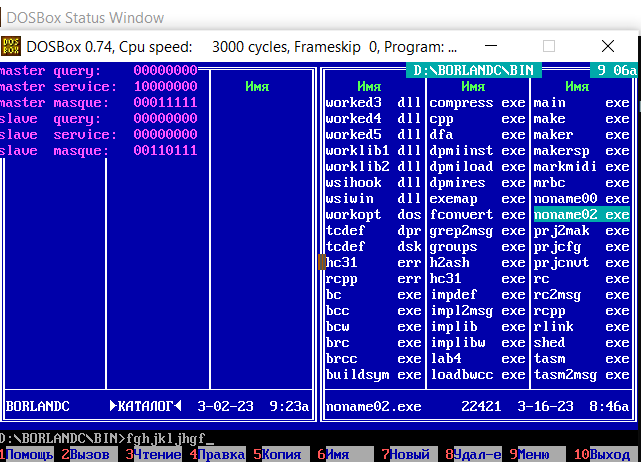 DOSBox Status Window
DOS BOX DOSBox 0.74, Cpu speed: 3000 cycles, Frameskip 0, Program: ...
master query: 00000000 D:\BORLANDC\BIN 9 06a
master service: 10000000 Имя Имя Имя Имя
master masque: 00011111 worked3 dll compress exe main exe
slave query: 00000000 worked4 dll cpp exe make exe
slave service: 00000000 worked5 dll dfa exe maker exe
slave masque: 00110111 worklib1 dll dpmiinst exe makersp exe
worklib2 dll dpmiload exe markmidi exe
wsihook dll dpmires exe mrbc exe
wsiwin dll exemap exe noname00 exe
workopt dos fconvert exe noname02 exe
tcdef dpr grep2msg exe prj2mak exe
tcdef dsk groups exe prjcfg exe
hc31 err h2ash exe prjcnvt exe
rcpp err hc31 exe rc exe
bc exe impdef exe rc2msg exe
bcc exe impl2msg exe rcpp exe
bcw exe implib exe rlink exe
brc exe implibw exe shed exe
brcc exe lab4 exe tasm exe
buildsym exe loadbwcc exe tasm2msg exe
BORLANDC ►КАТАЛОГ◄ 3-02-23 9:23a noname02.exe 22421 3-16-23 8:46a
D:\BORLANDC\BIN>fghjkljhgf_
1Помощь 2Вызов 3Чтение 4Правка 5Копия 6Имя 7Новый 8Удал-е 9Меню 10Выход